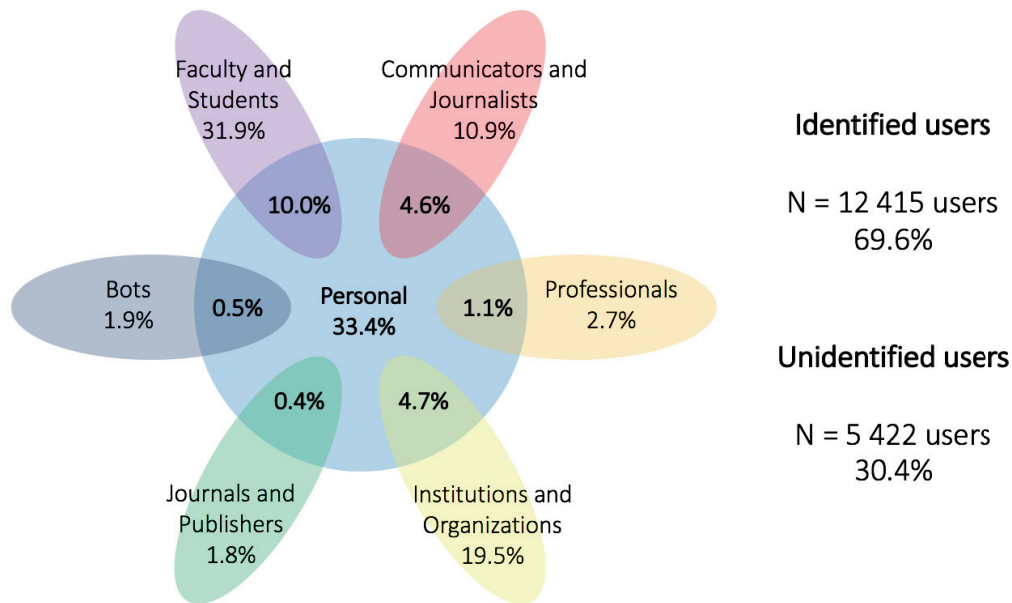 Faculty and
Students
31.9%
Communicators and
Journalists
10.9%
10.0%
4.6%
Bots
1.9%
0.5%
Personal
33.4%
1.1%
Professionals
2.7%
0.4%
4.7%
Journals and
Publishers
1.8%
Institutions and
Organizations
19.5%
Identified users
N = 12 415 users
69.6%
Unidentified users
N = 5 422 users
30.4%